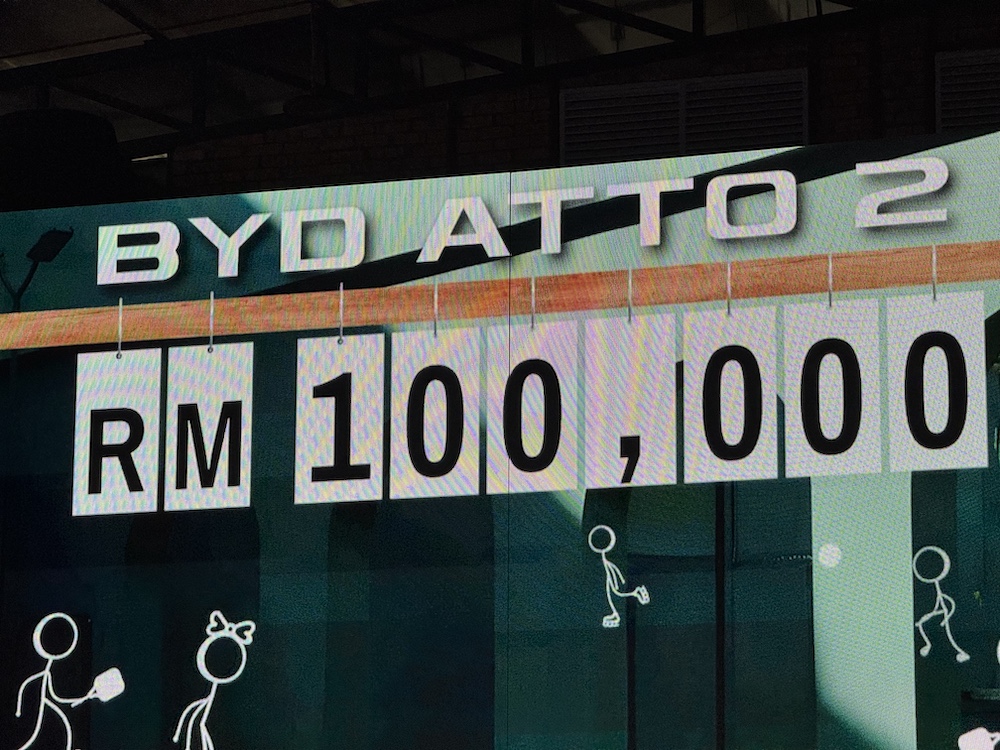 BYD ATTO 2
RM 100,000